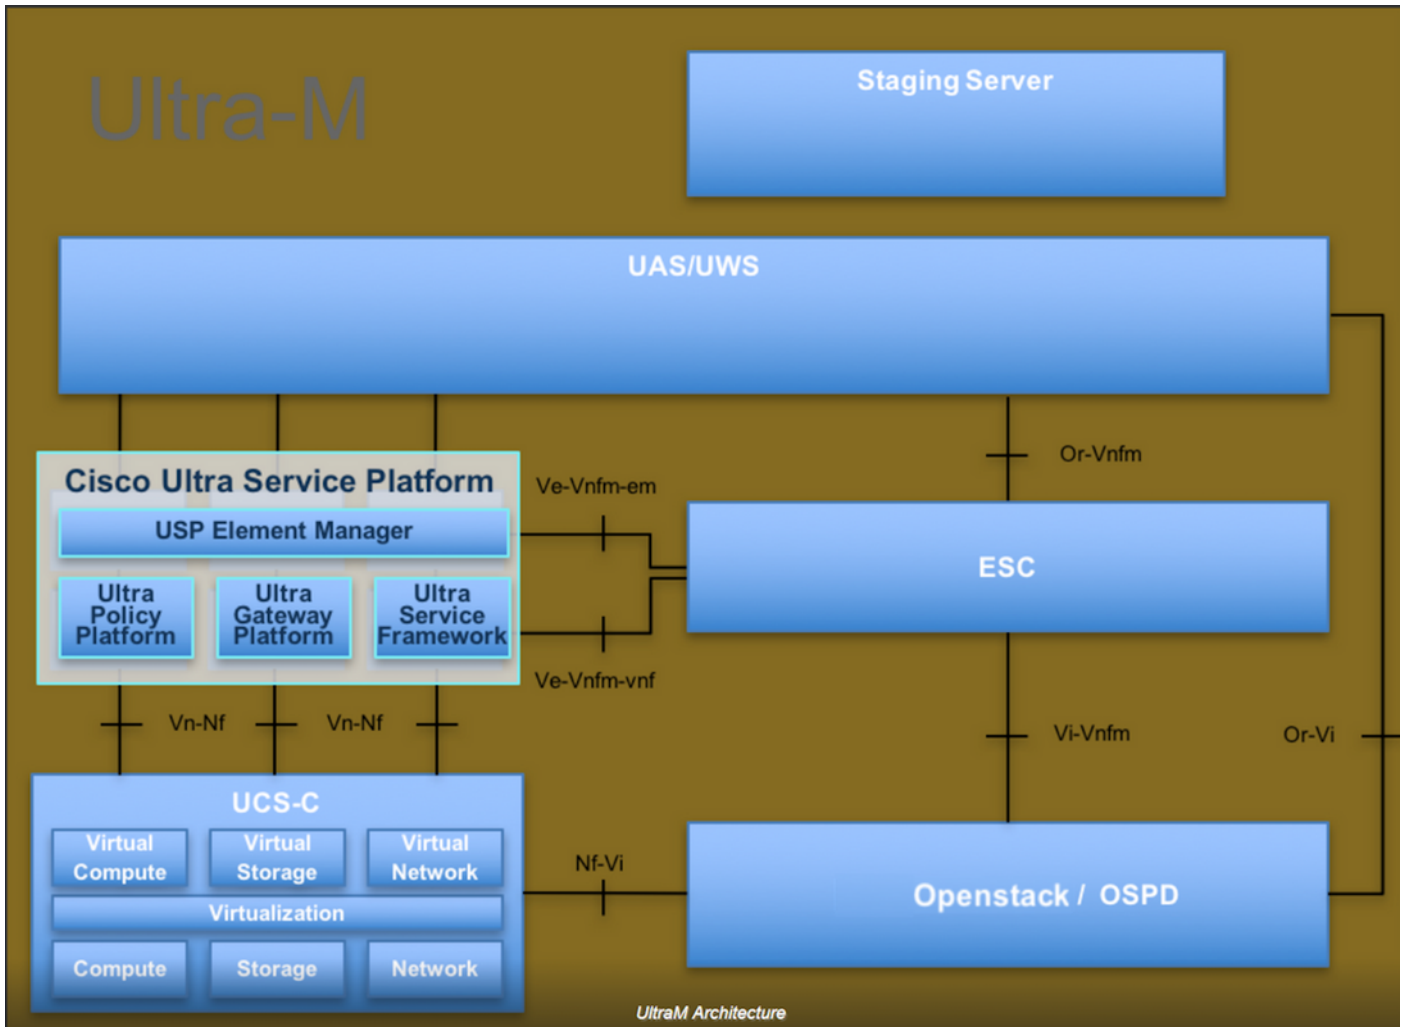 Ultra-M
Staging Server
UAS/UWS
Or-Vnfm
Cisco Ultra Service Platform
Ve-Vnfm-em
USP Element Manager
ESC
Ultra
Policy
Platform
Ultra
Gateway
Platform
Ultra
Service
Framework
Ve-Vnfm-vnf
Vn-Nf
Vn-Nf
Vi-Vnfm
Or-Vi
UCS-C
Virtual
Compute
Virtual
Storage
Virtual
Network
Nf-Vi
Openstack / OSPD
Virtualization
Compute
Storage
Network
UltraM Architecture